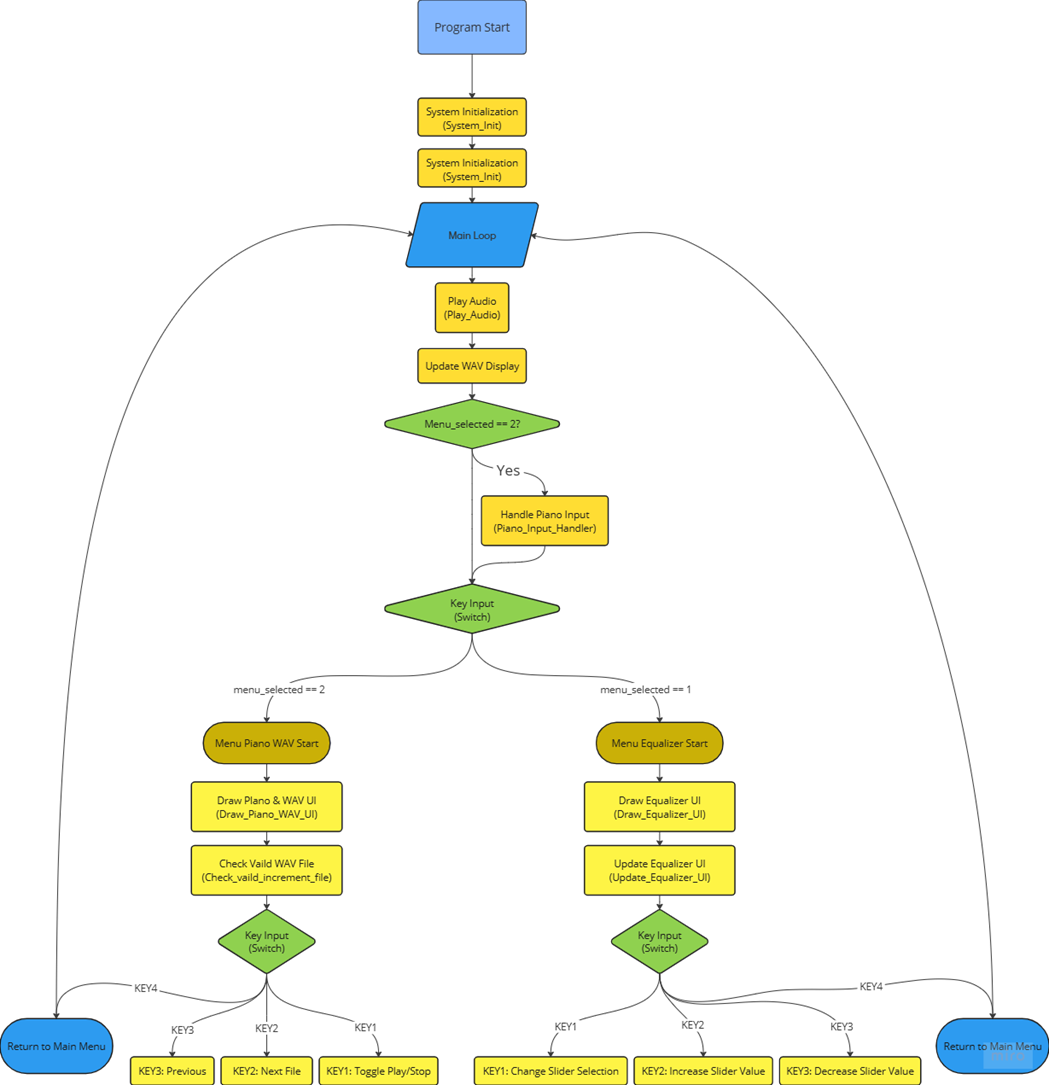 Program Start
System Initialization
(System_Init)
System Initialization
(System_Init)
Main Loop
Play Audio
(Play_Audio)
Update WAV Display
Menu_selected == 2?
Yes
Handle Piano Input
(Piano_Input_Handler)
Key Input
(Switch)
menu_selected == 2
menu_selected == 1
Menu Piano WAV Start
Menu Equalizer Start
Draw Plano & WAV UI
(Draw_Piano_WAV_UI)
Draw Equalizer UI
(Draw_Equalizer_UI)
Check Vaild WAV File
(Check_vaild_increment_file)
Update Equalizer UI
(Update_Equalizer_UI)
Key Input
(Switch)
Key Input
(Switch)
KEY4
KEY3
KEY2
KEY1
KEY1
KEY2
KEY3
KEY4
Return to Main Menu
Return to Main Menu
KEY3: Previous
KEY2: Next File
KEY1: Toggle Play/Stop
KEY1: Change Slider Selection
KEY2: Increase Slider Value
KEY3: Decrease Slider Value